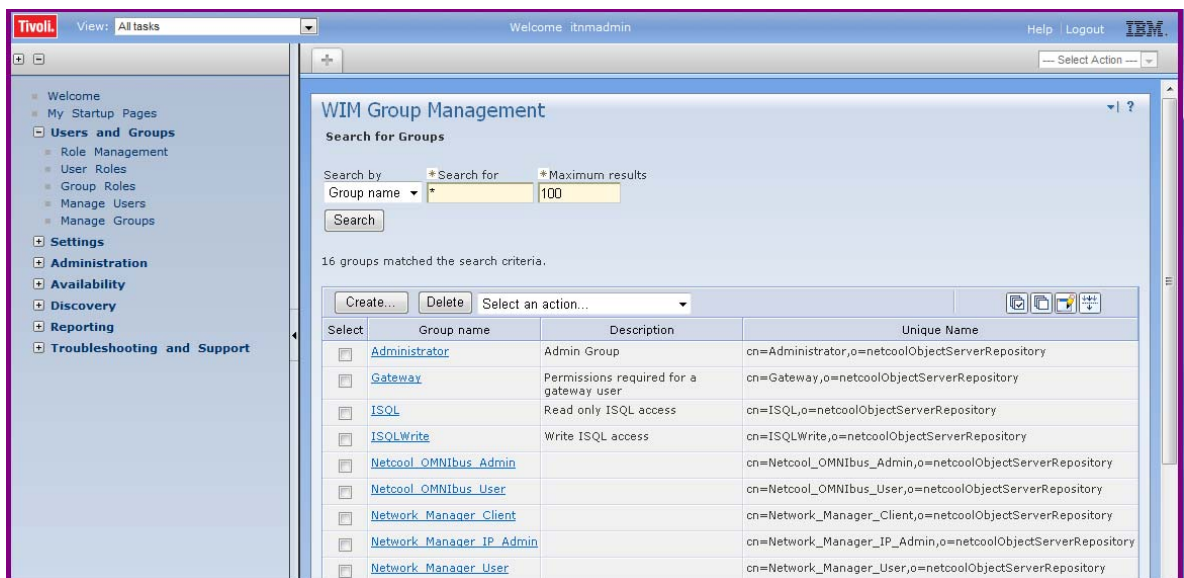 Tivoli. View: All tasks Welcome itnmadmin Help Logout IBM.
--- Select Action ---
Welcome
My Startup Pages
Users and Groups
Role Management
User Roles
Group Roles
Manage Users
Manage Groups
Settings
Administration
Availability
Discovery
Reporting
Troubleshooting and Support
WIM Group Management ?
Search for Groups
Search by *Search for *Maximum results
Group name * 100
Search
16 groups matched the search criteria.
Create... Delete Select an action...
Select Group name Description Unique Name
Administrator Admin Group cn=Administrator,o=netcoolObjectServerRepository
Gateway Permissions required for a gateway user cn=Gateway,o=netcoolObjectServerRepository
ISQL Read only ISQL access cn=ISQL,o=netcoolObjectServerRepository
ISQLWrite Write ISQL access cn=ISQLWrite,o=netcoolObjectServerRepository
Netcool_OMNIbus_Admin cn=Netcool_OMNIbus_Admin,o=netcoolObjectServerRepository
Netcool_OMNIbus_User cn=Netcool_OMNIbus_User,o=netcoolObjectServerRepository
Network_Manager_Client cn=Network_Manager_Client,o=netcoolObjectServerRepository
Network_Manager_IP_Admin cn=Network_Manager_IP_Admin,o=netcoolObjectServerRepository
Network_Manager_User cn=Network_Manager_User,o=netcoolObjectServerRepository